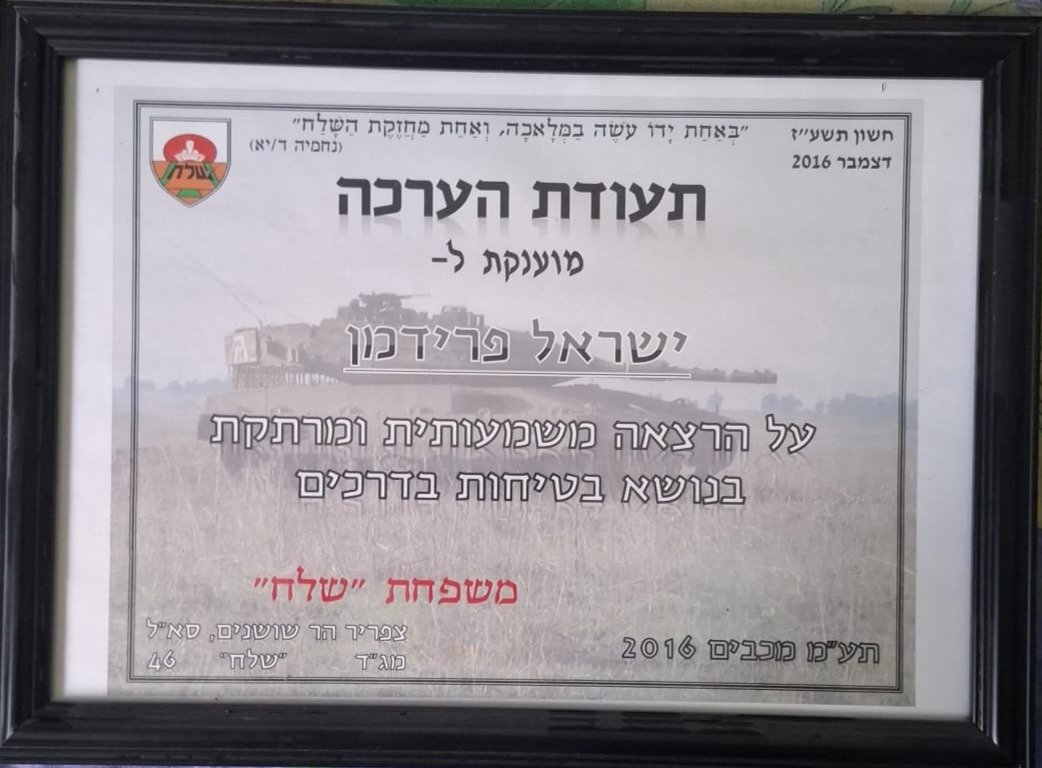 חשון תשע"ז
דצמבר 2016
"בְּאַחַת יָדוֹ עֹשֶׂה בַמְּלָאכָה, וְאַחַת מַחֲזֶקֶת הַשָּׁלַח"
(נחמיה ד/יא)
שלח
תעודת הערכה
מוענקת ל-
ישראל פרידמן
על הרצאה משמעותית ומרתקת
בנושא בטיחות בדרכים
משפחת "שלח"
צפריר הר שושנים, סא"ל
מג"ד "שלח" 46
תע"מ מכבים 2016